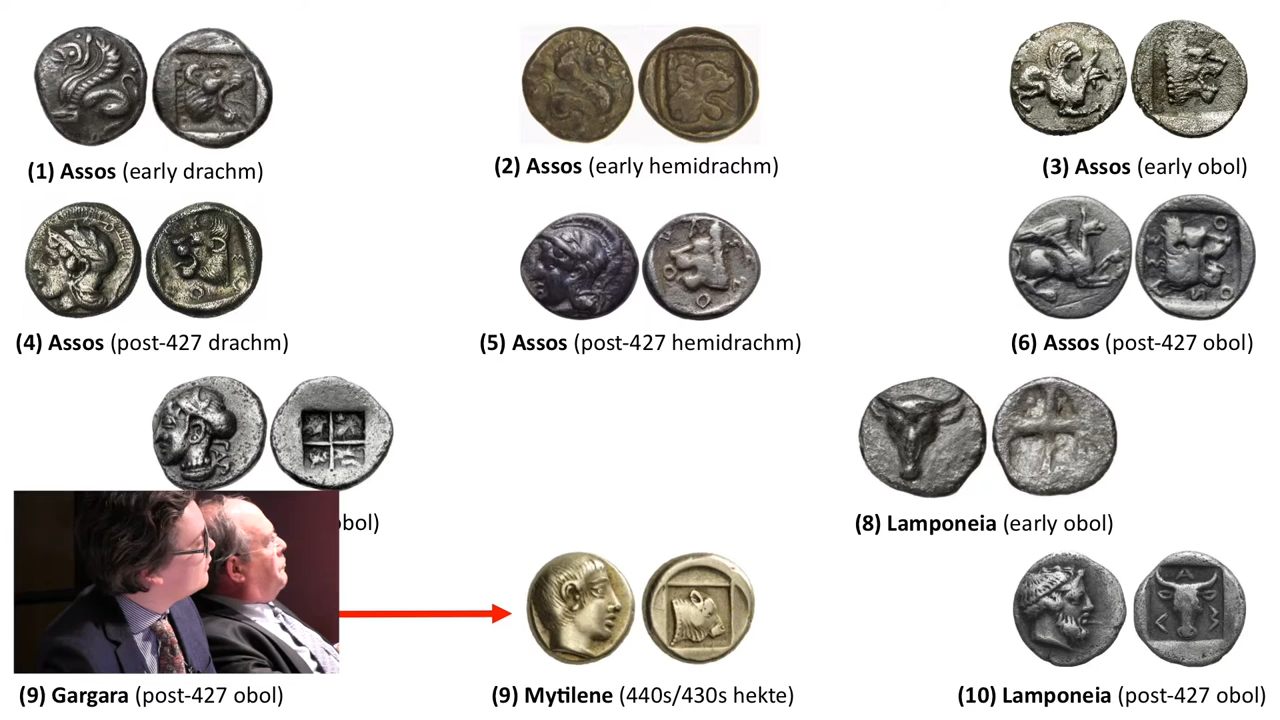 (1) Assos (early drachm)
(2) Assos (early hemidrachm)
(3) Assos (early obol)
(4) Assos (post-427 drachm)
(5) Assos (post-427 hemidrachm)
(6) Assos (post-427 obol)
obol)
(8) Lamponeia (early obol)
(9) Gargara (post-427 obol)
(9) Mytilene (440s/430s hekte)
(10) Lamponeia (post-427 obol)